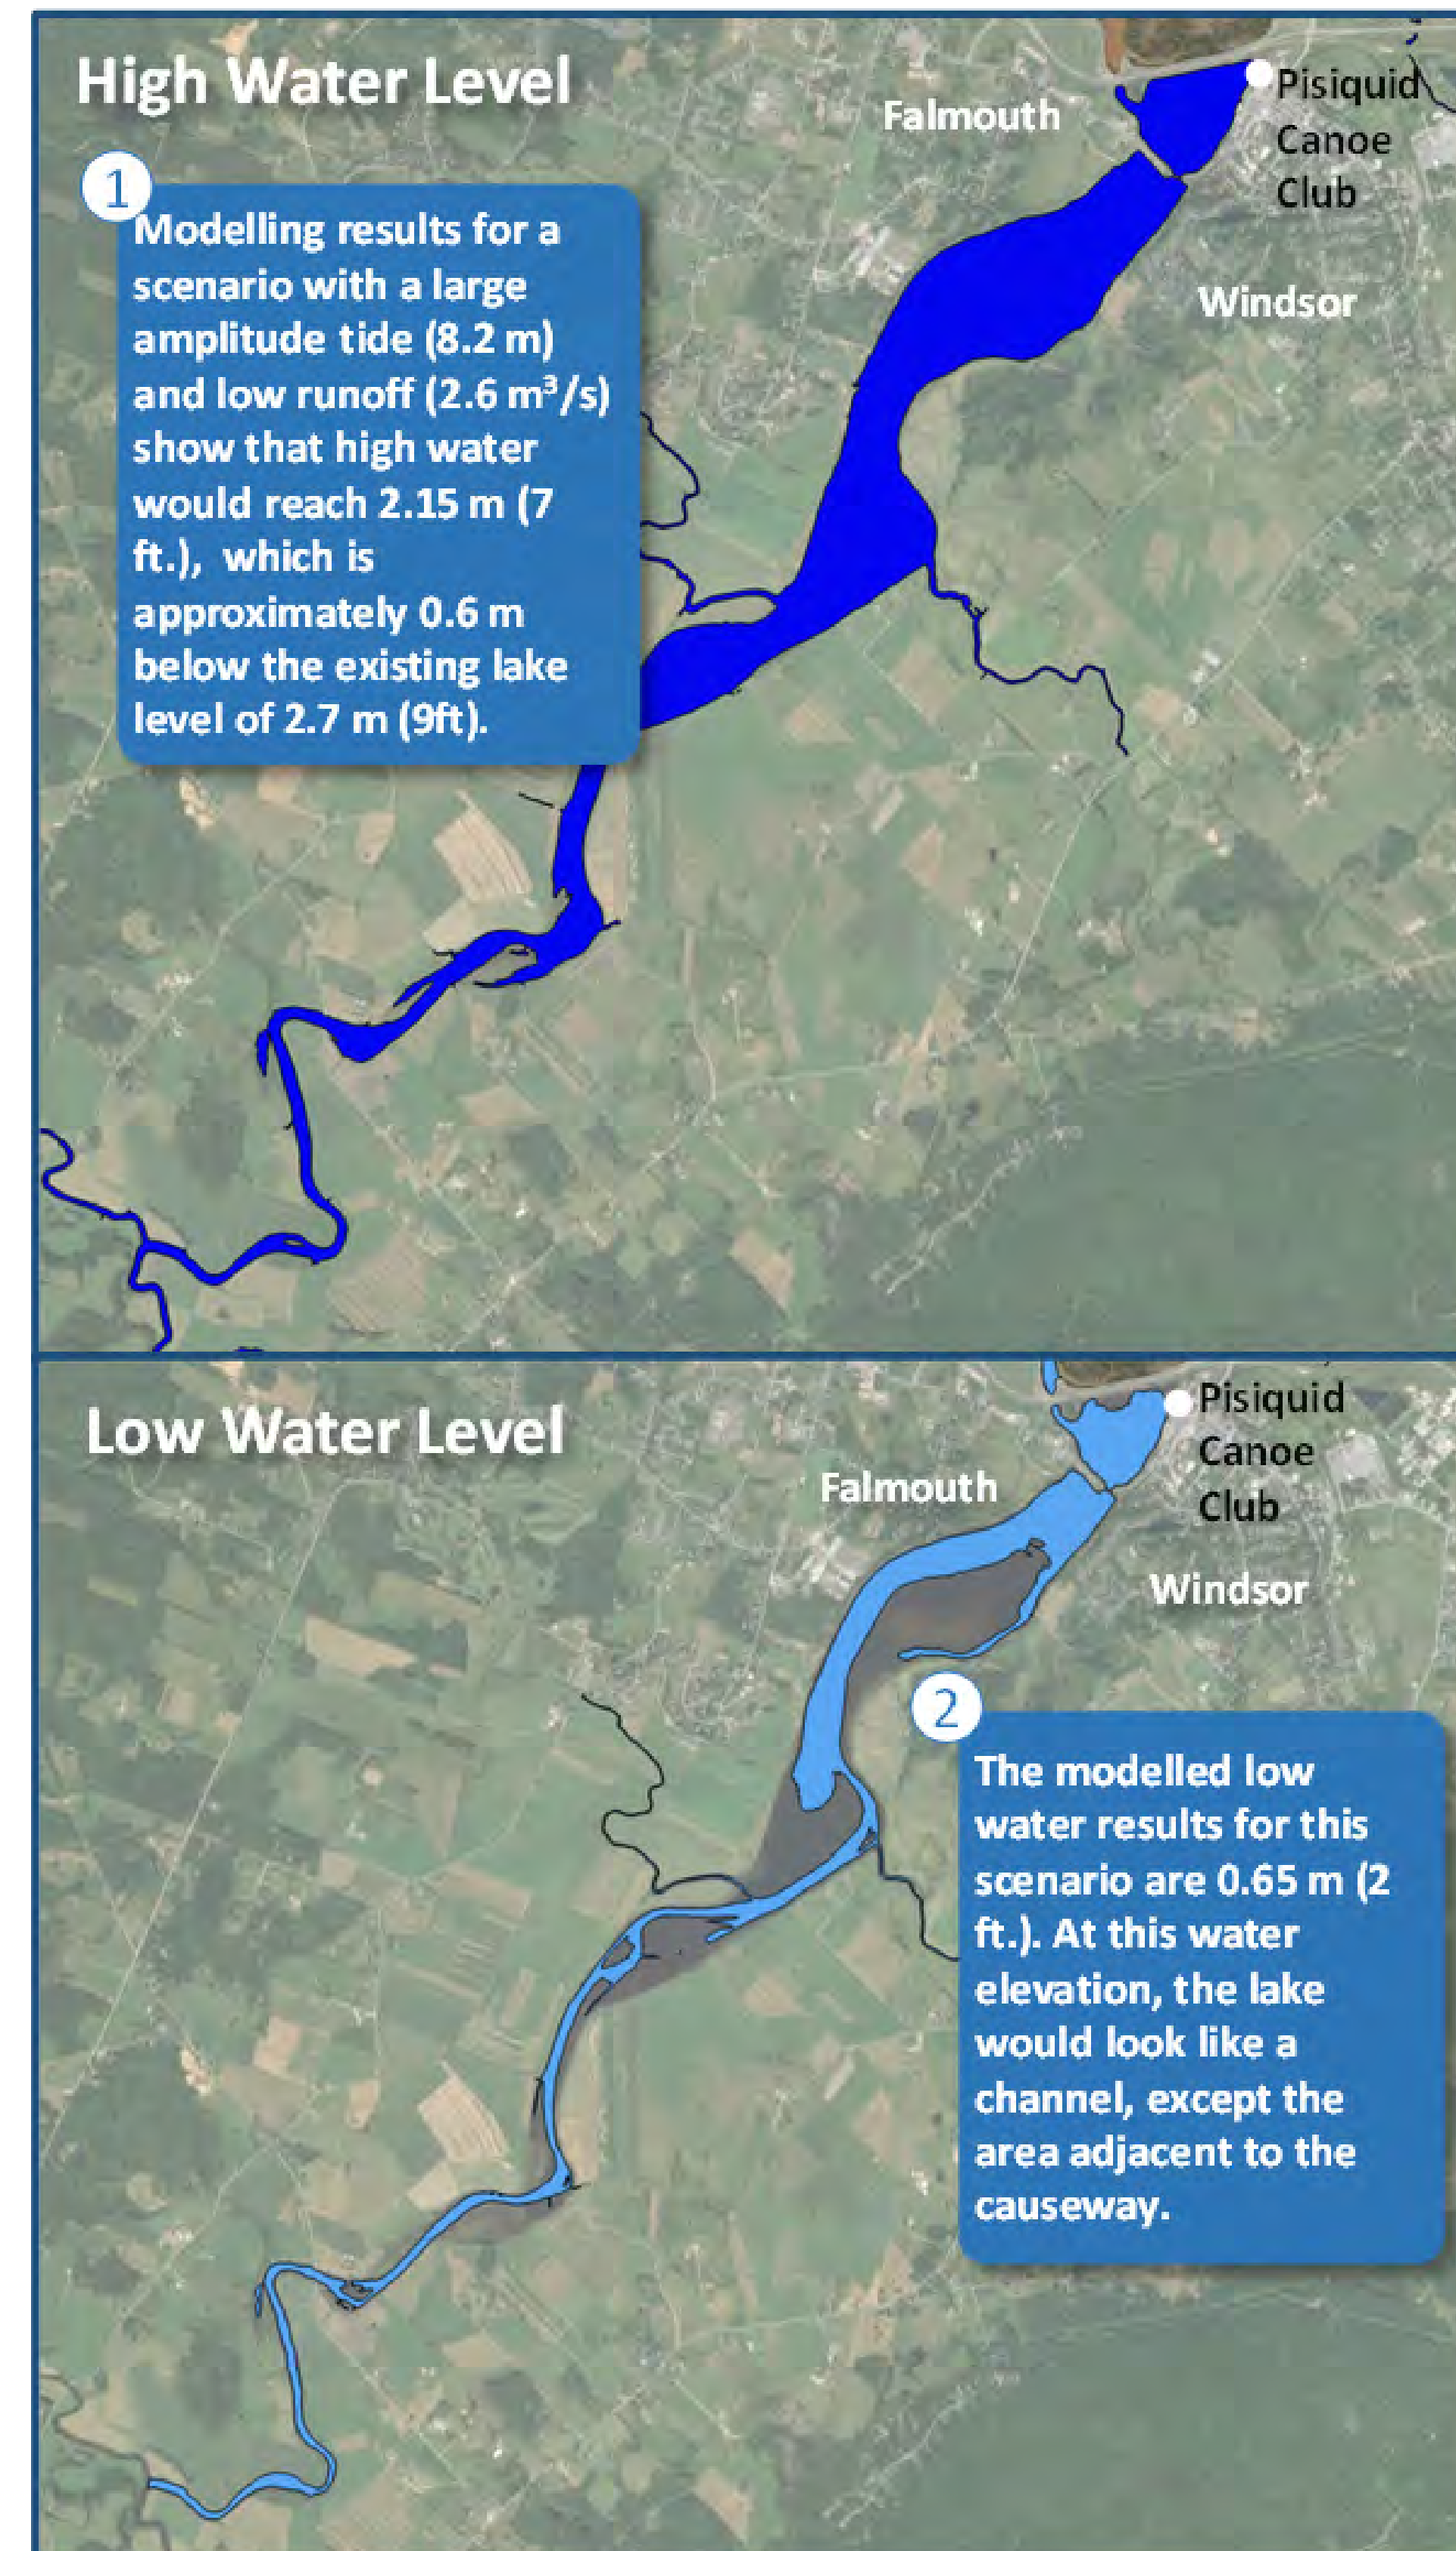 High Water Level
Falmouth
Pisiquid
Canoe
Club
Windsor
1
Modelling results for a
scenario with a large
amplitude tide (8.2 m)
and low runoff (2.6 m³/s)
show that high water
would reach 2.15 m (7
ft.), which is
approximately 0.6 m
below the existing lake
level of 2.7 m (9ft).
Low Water Level
Pisiquid
Canoe
Club
Falmouth
Windsor
2
The modelled low
water results for this
scenario are 0.65 m (2
ft.). At this water
elevation, the lake
would look like a
channel, except the
area adjacent to the
causeway.